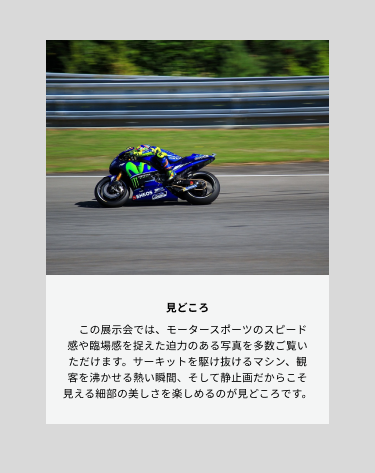 ENEOS
見どころ
この展示会では、モータースポーツのスピード
感や臨場感を捉えた迫力のある写真を多数ご覧い
ただけます。サーキットを駆け抜けるマシン、観
客を沸かせる熱い瞬間、そして静止画だからこそ
見える細部の美しさを楽しめるのが見どころです。